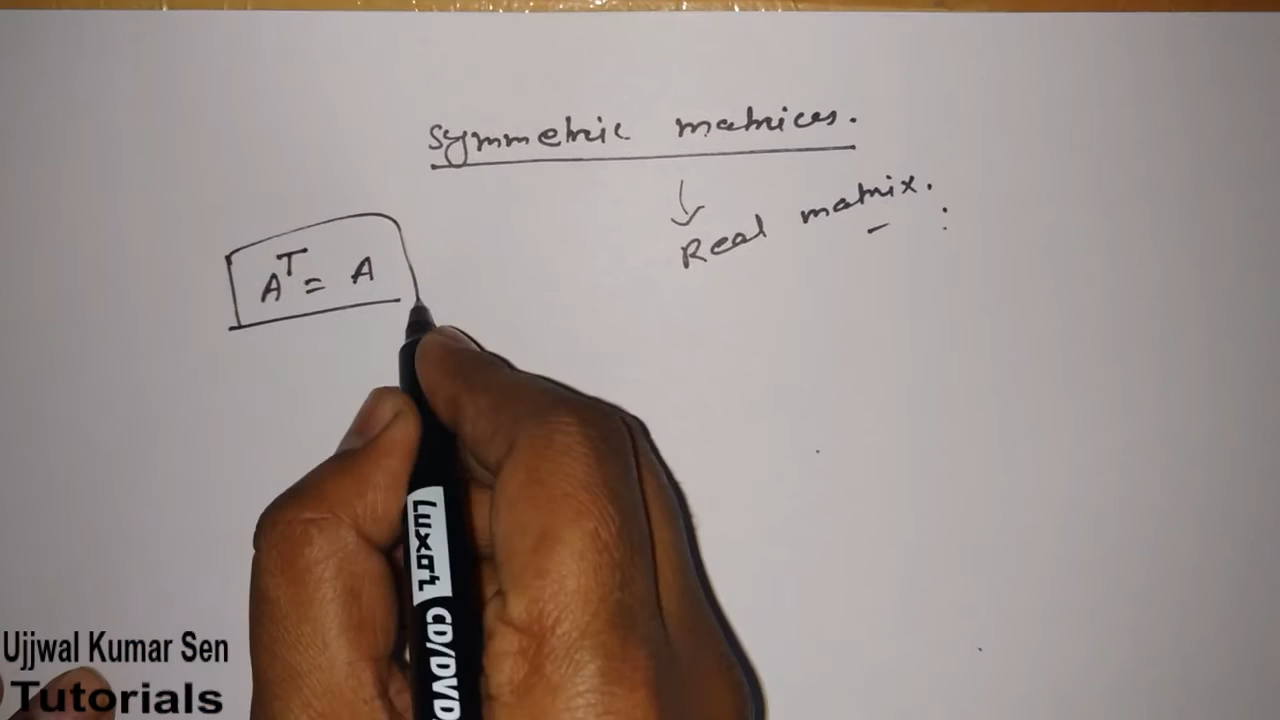 symmetric matrices.
Real matrix.
A^T = A
Luxor CD/DVD
Ujjwal Kumar Sen
Tutorials